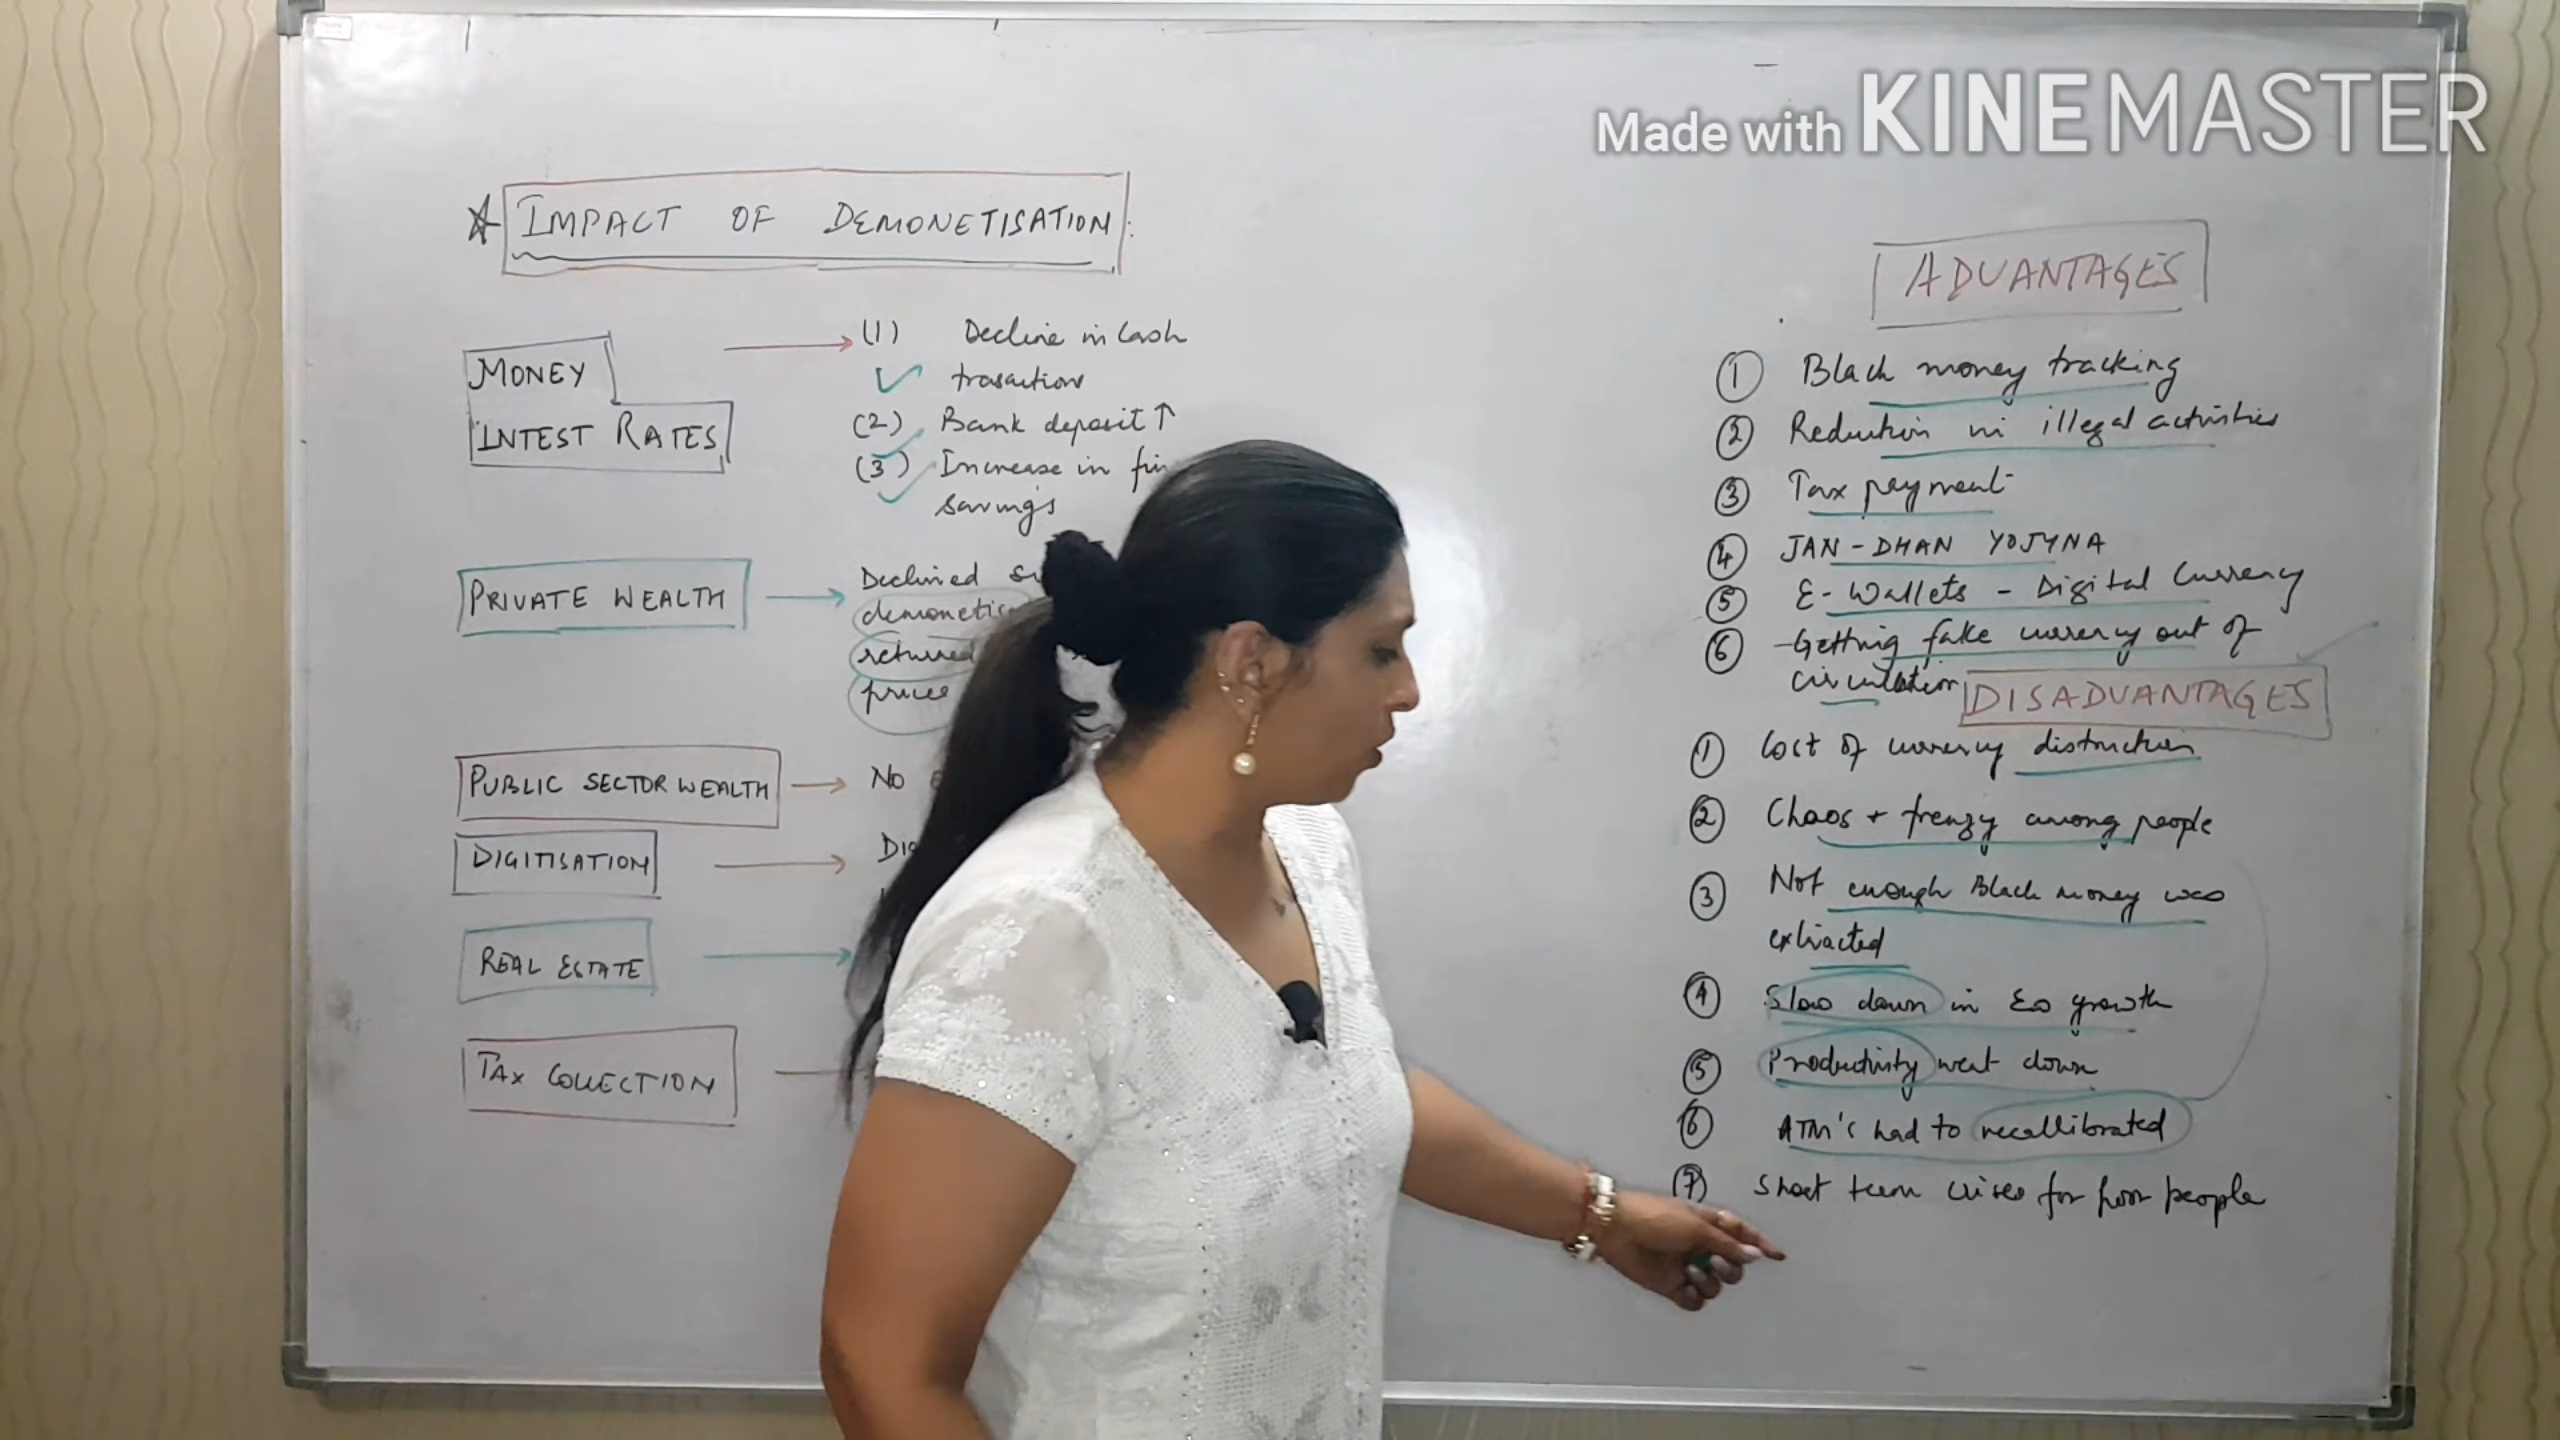 Made with KINEMASTER
IMPACT OF DEMONETISATION:
MONEY
INTEST RATES
(1) Decline in Cash
trasactions
(2) Bank deposit ↑
(3) Increase in fin
savings
PRIVATE WEALTH
Declined
returned
prices
PUBLIC SECTOR WEALTH
No
DIGITISATION
REAL ESTATE
TAX COLLECTION
ADVANTAGES
1 Black money tracking
2 Reduction in illegal activities
3 Tax payment
4 JAN-DHAN YOJYNA
5 E-Wallets - Digital Currency
6 -Getting fake currency out of
circulation
DISADVANTAGES
1 Cost of currency distruction
2 Chaos + frenzy among people
3 Not enough Black money was
extracted
4 Slow down in Eo growth
5 Productivity went down
6 ATM's had to recallibrated
7 Short term crises for poor people